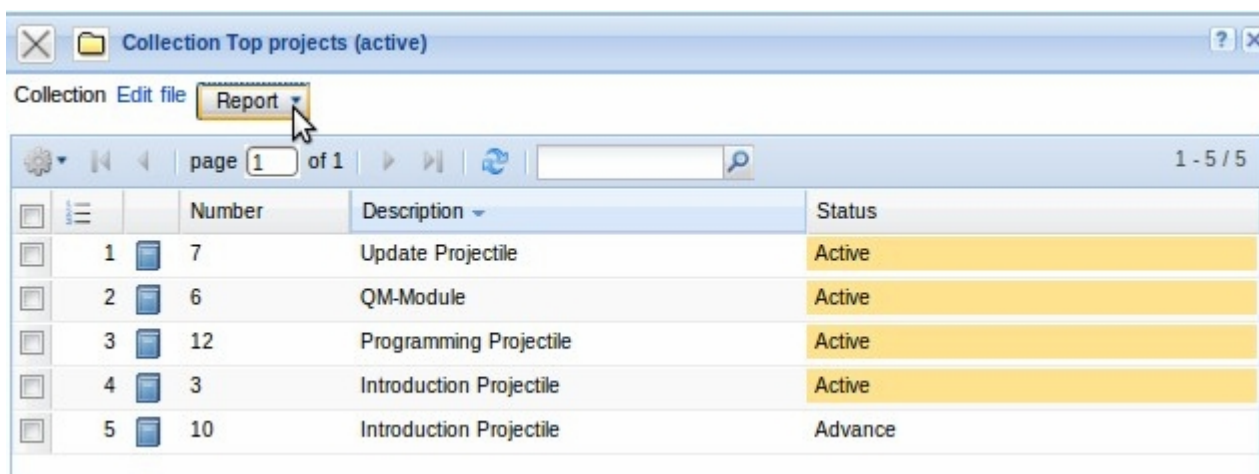 Collection Top projects (active) ?
Collection Edit file Report
page 1 of 1 1 - 5 / 5
Number Description Status
1 7 Update Projectile Active
2 6 QM-Module Active
3 12 Programming Projectile Active
4 3 Introduction Projectile Active
5 10 Introduction Projectile Advance